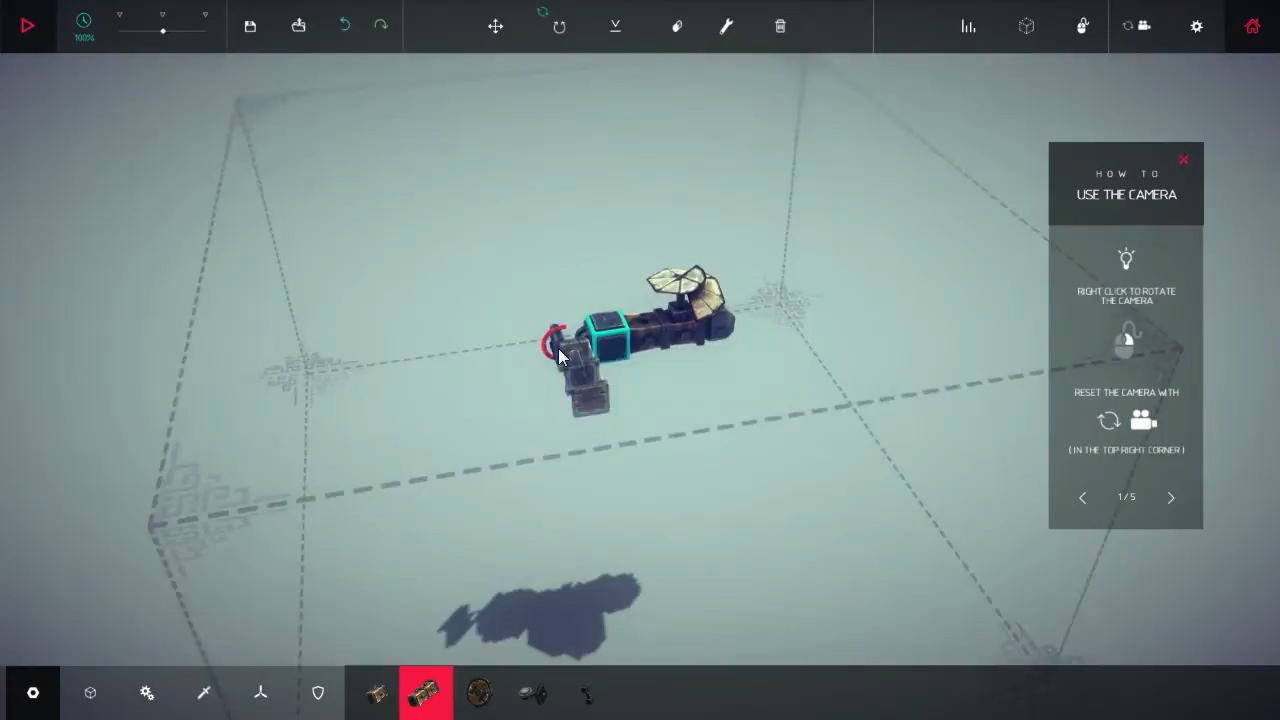 100%
HOW TO
USE THE CAMERA
RIGHT CLICK TO ROTATE
THE CAMERA
RESET THE CAMERA WITH
( IN THE TOP RIGHT CORNER )
1/5